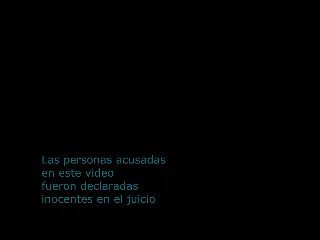 Las personas acusadas
en este video
fueron declaradas
inocentes en el juicio